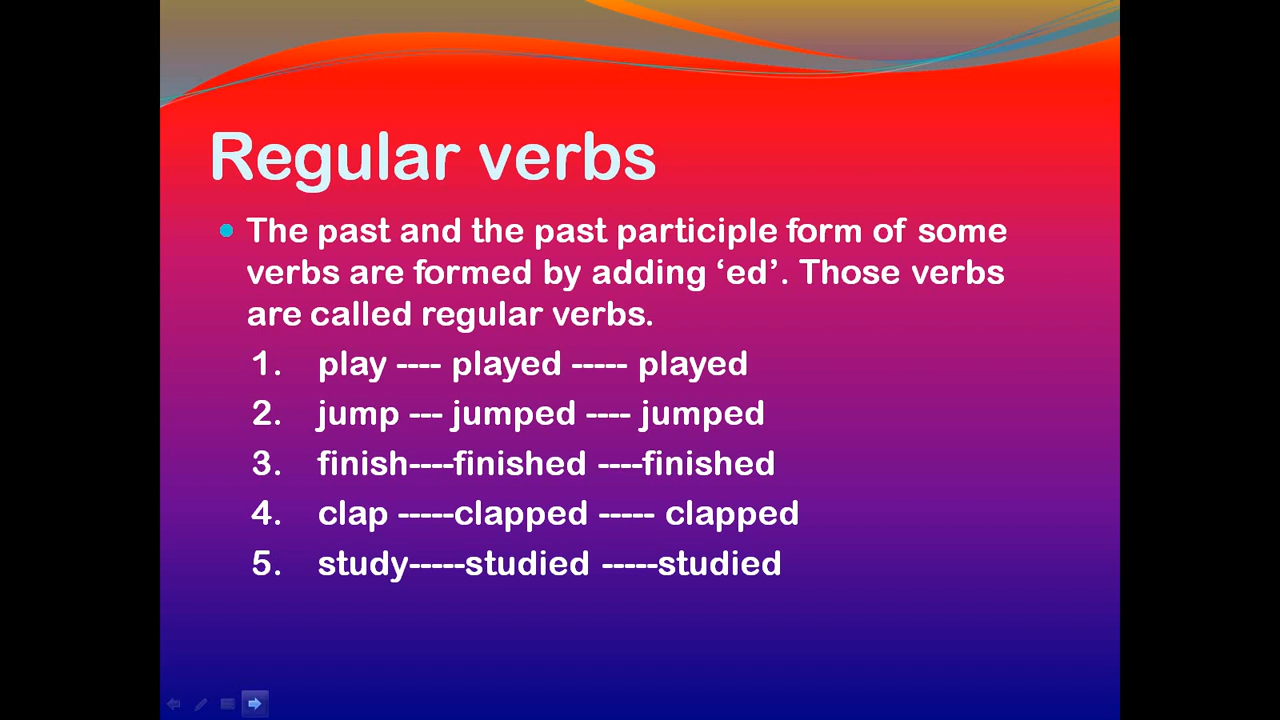 Regular verbs
The past and the past participle form of some
verbs are formed by adding ‘ed’. Those verbs
are called regular verbs.
1. play ---- played ----- played
2. jump --- jumped ---- jumped
3. finish----finished ----finished
4. clap -----clapped ----- clapped
5. study-----studied -----studied